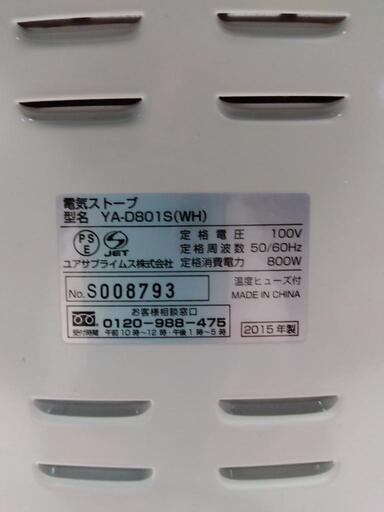 電気ストーブ
型名 YA-D801S(WH)
PS
E
JET
定格電圧 100V
定格周波数 50/60Hz
定格消費電力 800W
ユアサプライムス株式会社
温度ヒューズ付
No. S008793
MADE IN CHINA
お客様相談窓口
0120-988-475
受付時間 午前10時~12時・午後1時~5時
2015年製